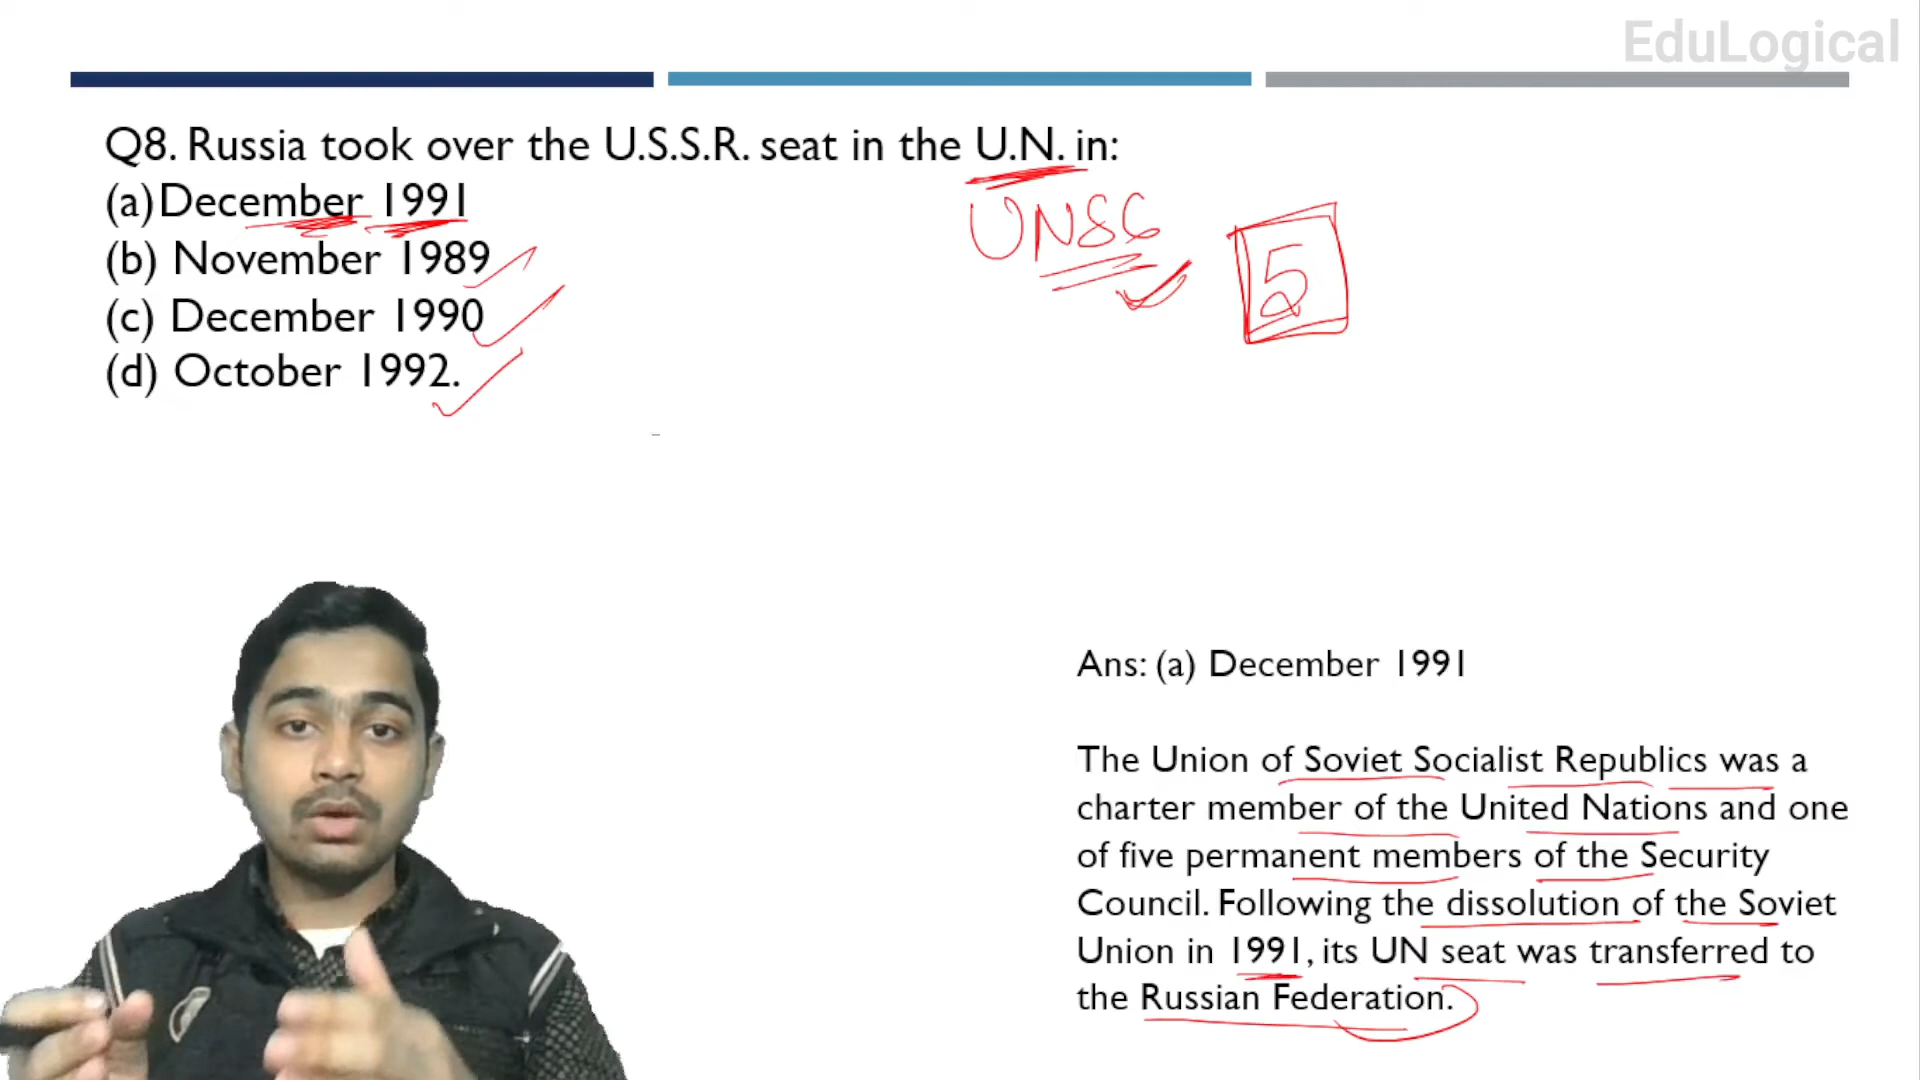 EduLogical
Q8. Russia took over the U.S.S.R. seat in the U.N. in:
(a) December 1991
(b) November 1989
(c) December 1990
(d) October 1992.
UNSC
5
Ans: (a) December 1991
The Union of Soviet Socialist Republics was a
charter member of the United Nations and one
of five permanent members of the Security
Council. Following the dissolution of the Soviet
Union in 1991, its UN seat was transferred to
the Russian Federation.